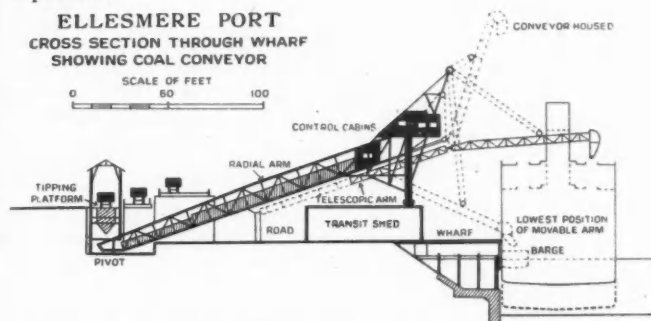 ELLESMERE PORT
CROSS SECTION THROUGH WHARF
SHOWING COAL CONVEYOR
SCALE OF FEET
0 50 100
CONVEYOR HOUSED
CONTROL CABINS
RADIAL ARM
TIPPING
PLATFORM
TELESCOPIC ARM
LOWEST POSITION
OF MOVABLE ARM
TRANSIT SHED
ROAD
WHARF
BARGE
PIVOT